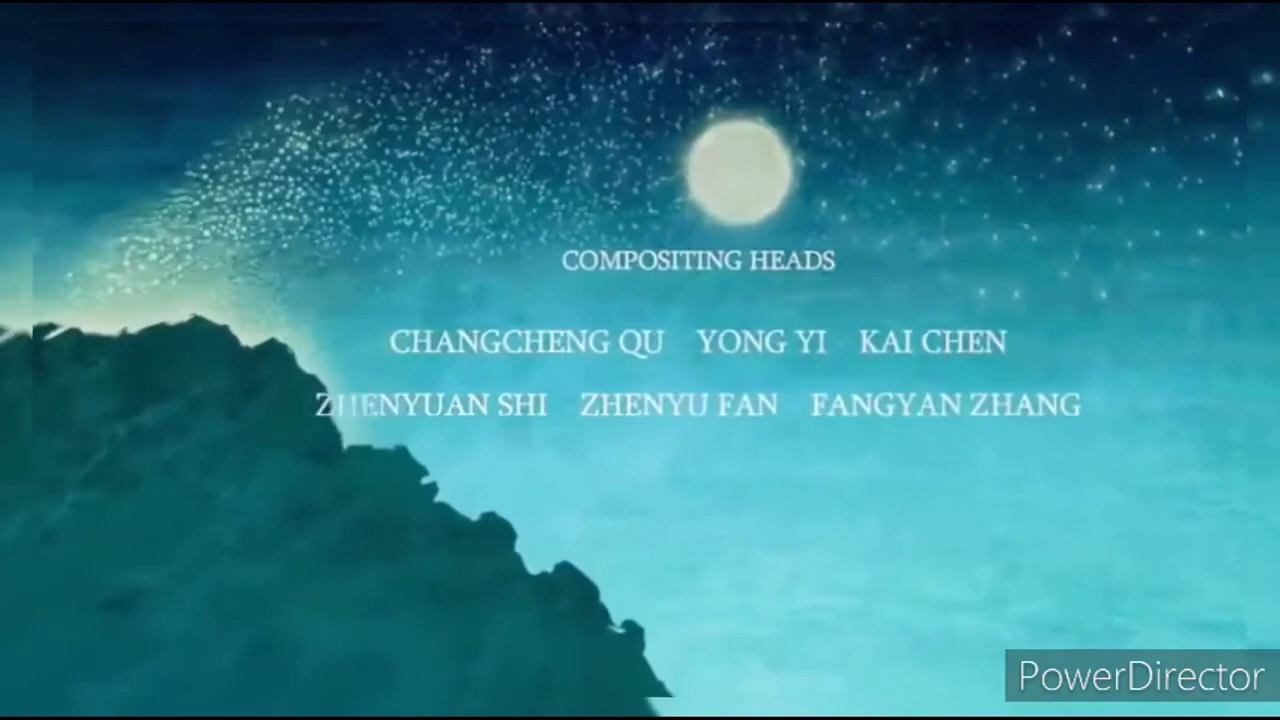 COMPOSITING HEADS
CHANGCHENG QU YONG YI KAI CHEN
ZHENYUAN SHI ZHENYU FAN FANGYAN ZHANG
PowerDirector